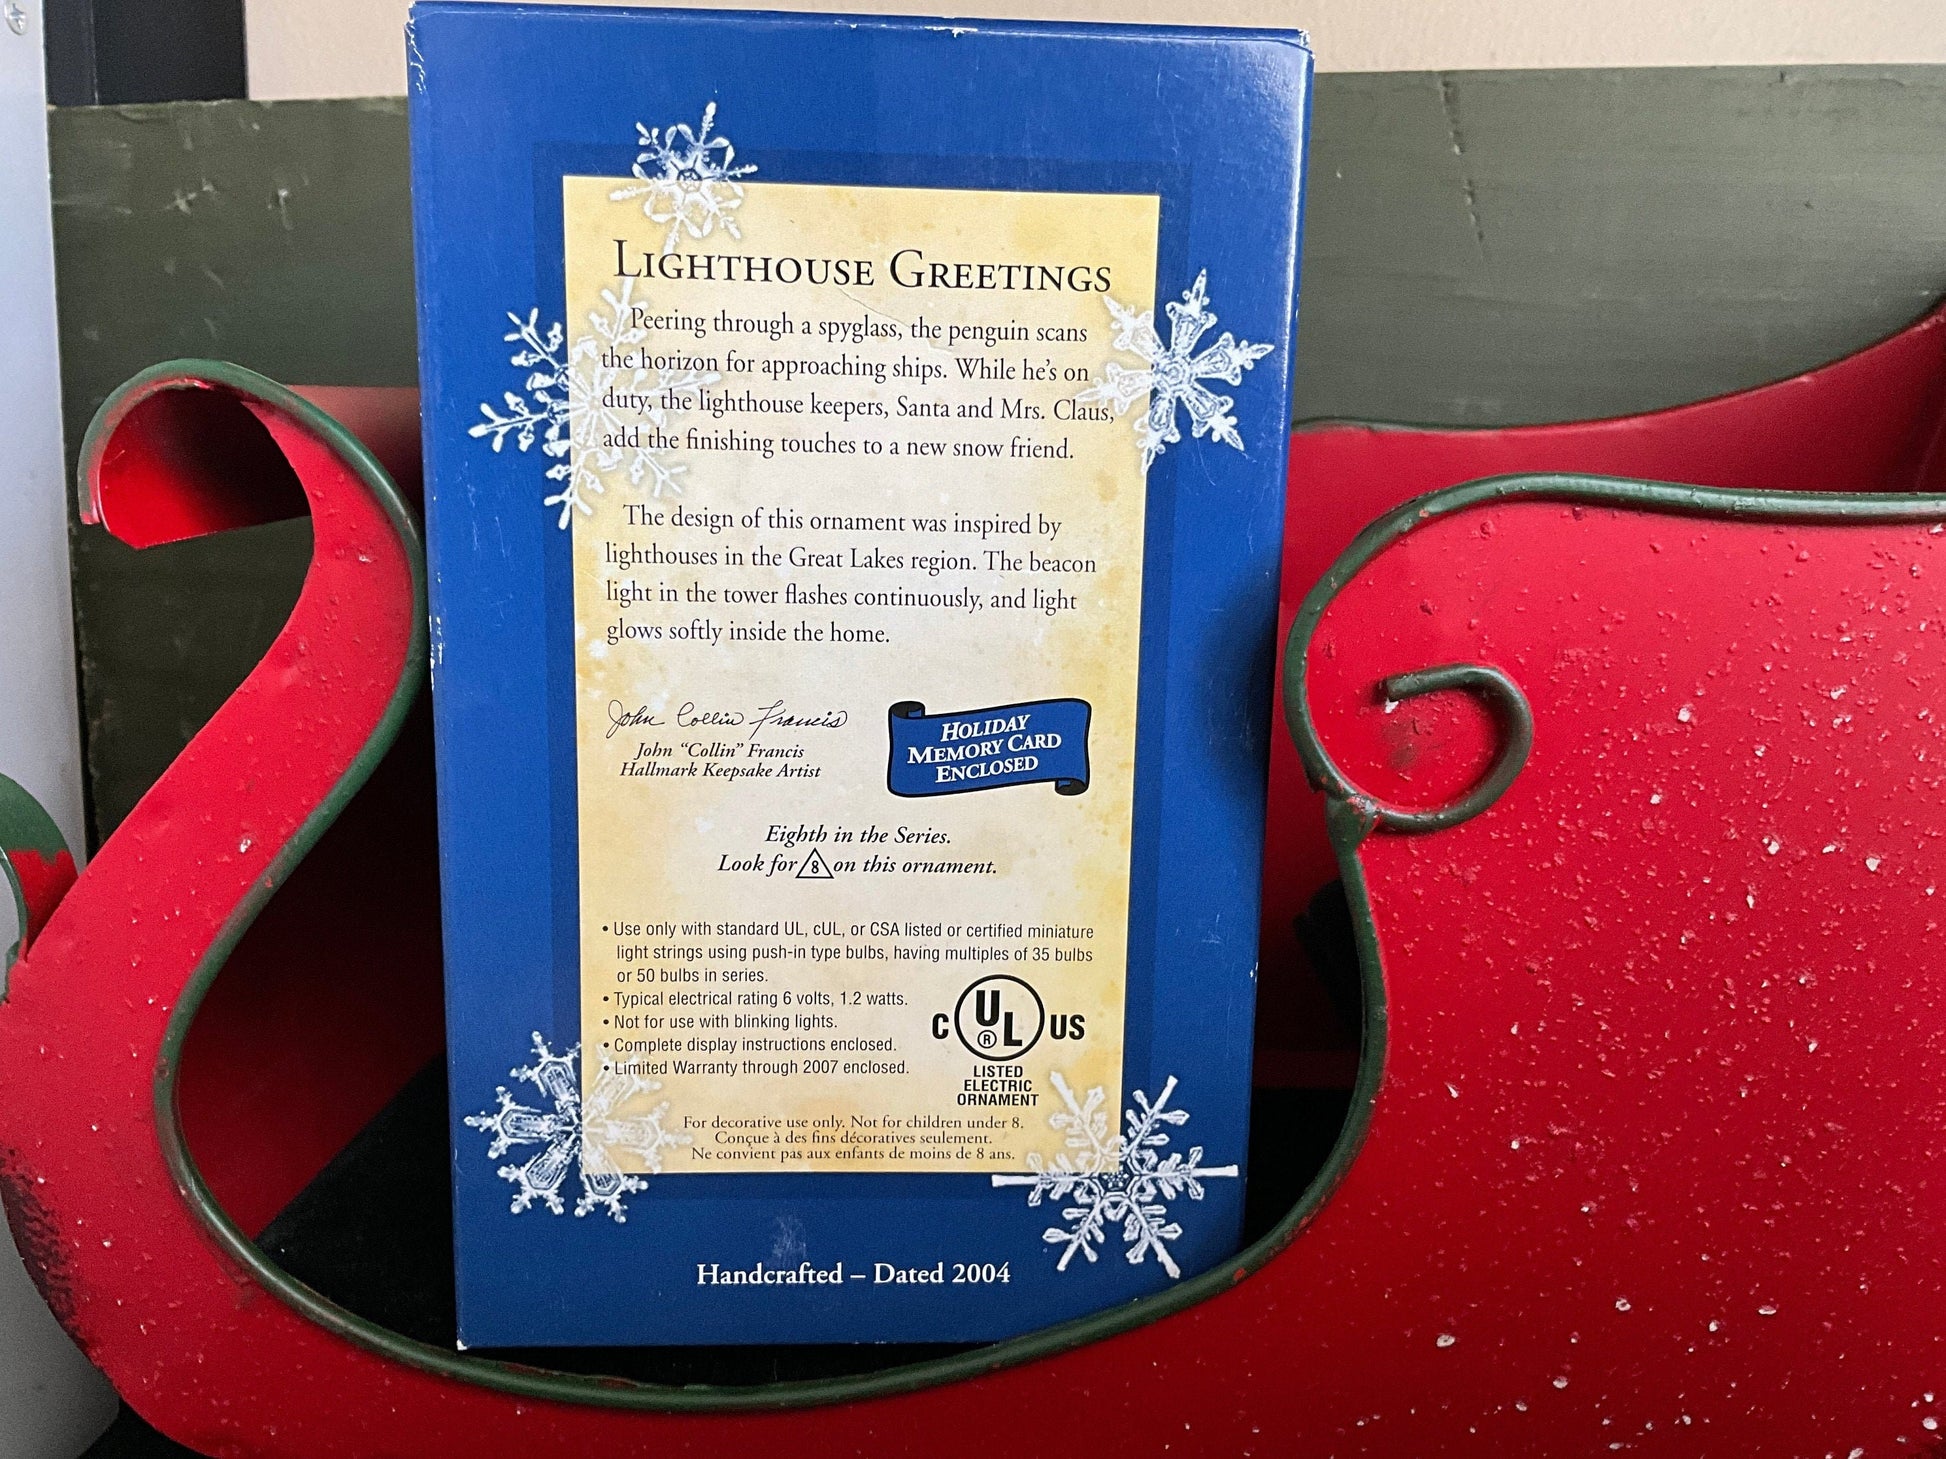 LIGHTHOUSE GREETINGS
Peering through a spyglass, the penguin scans
the horizon for approaching ships. While he's on
duty, the lighthouse keepers, Santa and Mrs. Claus,
add the finishing touches to a new snow friend.
The design of this ornament was inspired by
lighthouses in the Great Lakes region. The beacon
light in the tower flashes continuously, and light
glows softly inside the home.
John Collin Francis
John "Collin" Francis
Hallmark Keepsake Artist
HOLIDAY
MEMORY CARD
ENCLOSED
Eighth in the Series.
Look for 8 on this ornament.
• Use only with standard UL, cUL, or CSA listed or certified miniature
light strings using push-in type bulbs, having multiples of 35 bulbs
or 50 bulbs in series.
• Typical electrical rating 6 volts, 1.2 watts.
• Not for use with blinking lights.
• Complete display instructions enclosed.
• Limited Warranty through 2007 enclosed.
C UL® US
LISTED
ELECTRIC
ORNAMENT
For decorative use only. Not for children under 8.
Conçue à des fins décoratives seulement.
Ne convient pas aux enfants de moins de 8 ans.
Handcrafted – Dated 2004